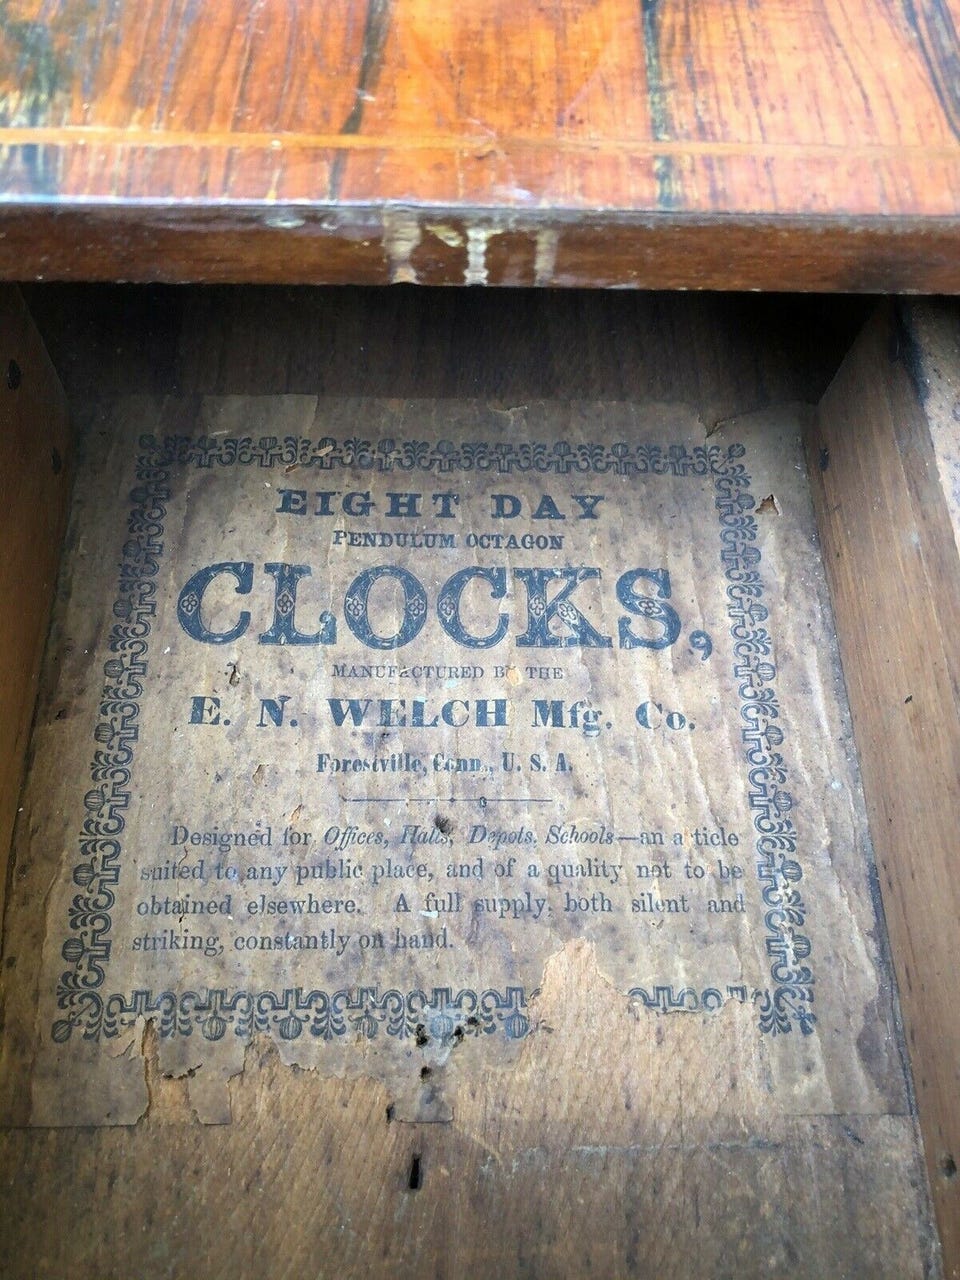 EIGHT DAY
PENDULUM OCTAGON
CLOCKS,
MANUFACTURED BY THE
E. N. WELCH Mfg. Co.
Forestville, Conn., U. S. A.
Designed for Offices, Halls, Depots, Schools—an a ticle
suited to any public place, and of a quality not to be
obtained elsewhere. A full supply, both silent and
striking, constantly on hand.